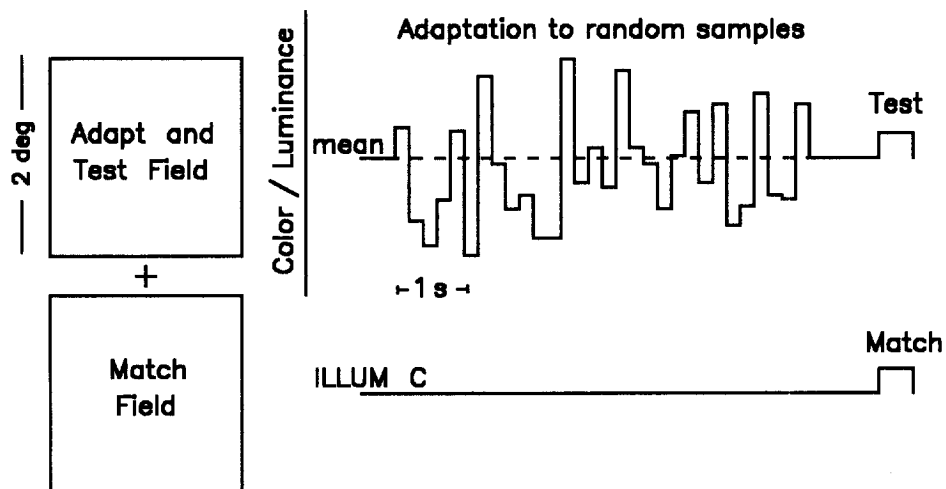 Adaptation to random samples
2 deg
Adapt and
Test Field
Color / Luminance
mean
Test
1 s
+
Match
Field
ILLUM C
Match